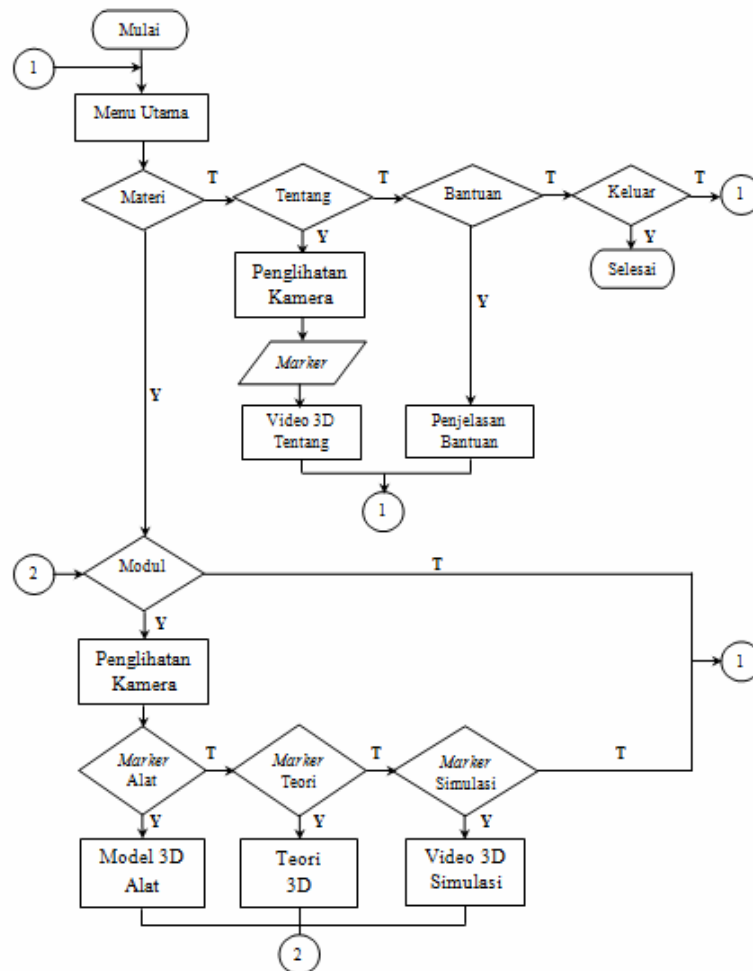 Mulai
1
Menu Utama
Materi
T
Tentang
T
Bantuan
T
Keluar
T
1
Y
Y
Selesai
Penglihatan
Kamera
Y
Marker
Y
Video 3D
Tentang
Penjelasan
Bantuan
1
2
Modul
T
Y
Penglihatan
Kamera
1
Marker
Alat
T
Marker
Teori
T
Marker
Simulasi
T
Y
Y
Y
Model 3D
Alat
Teori
3D
Video 3D
Simulasi
2